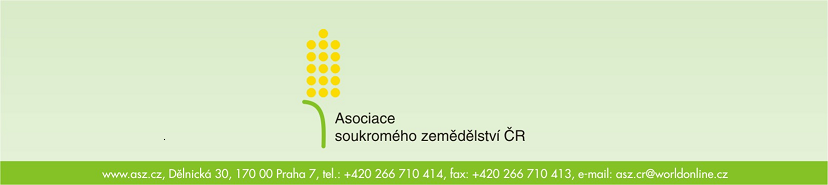 Asociace
soukromého zemědělství ČR
www.asz.cz, Dělnická 30, 170 00 Praha 7, tel.: +420 266 710 414, fax: +420 266 710 413, e-mail: asz.cr@worldonline.cz